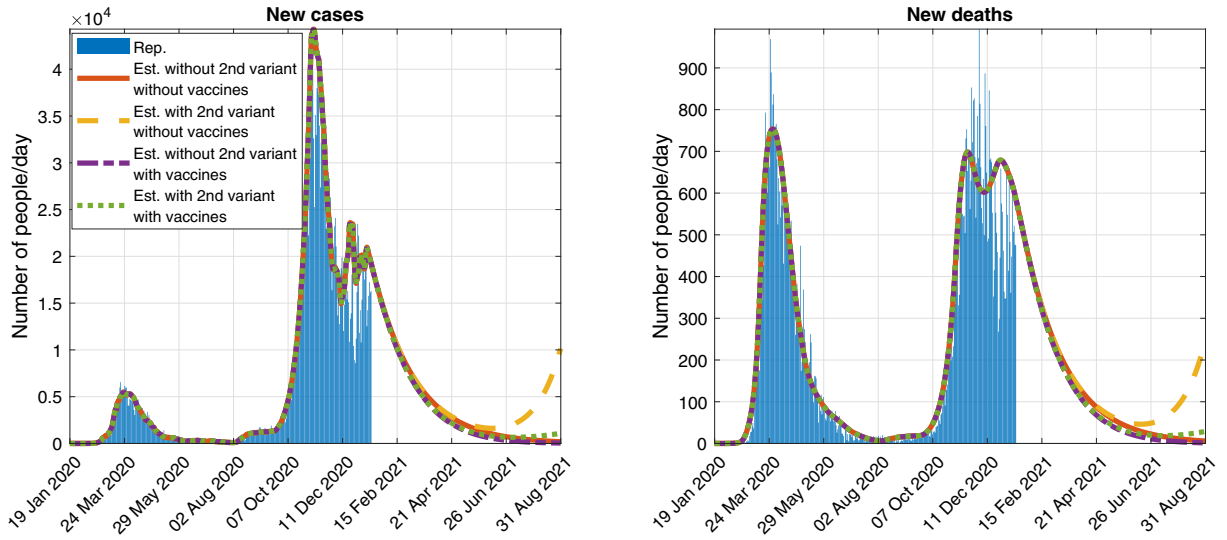 New cases
×10⁴
4
3.5
3
2.5
2
1.5
1
0.5
0
Number of people/day
Rep.
Est. without 2nd variant
without vaccines
Est. with 2nd variant
without vaccines
Est. without 2nd variant
with vaccines
Est. with 2nd variant
with vaccines
19 Jan 2020
24 Mar 2020
29 May 2020
02 Aug 2020
07 Oct 2020
11 Dec 2020
15 Feb 2021
21 Apr 2021
26 Jun 2021
31 Aug 2021
New deaths
900
800
700
600
500
400
300
200
100
0
Number of people/day
19 Jan 2020
24 Mar 2020
29 May 2020
02 Aug 2020
07 Oct 2020
11 Dec 2020
15 Feb 2021
21 Apr 2021
26 Jun 2021
31 Aug 2021